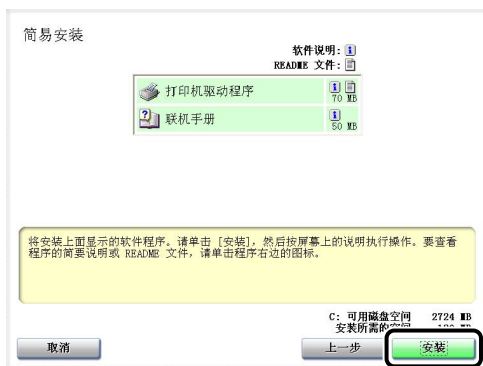 简易安装
软件说明:
README 文件:
打印机驱动程序
70 MB
联机手册
50 MB
将安装上面显示的软件程序。请单击 [安装], 然后按屏幕上的说明执行操作。要查看
程序的简要说明或 README 文件, 请单击程序右边的图标。
C: 可用磁盘空间 2724 MB
安装所需的空间
取消
上一步
安装